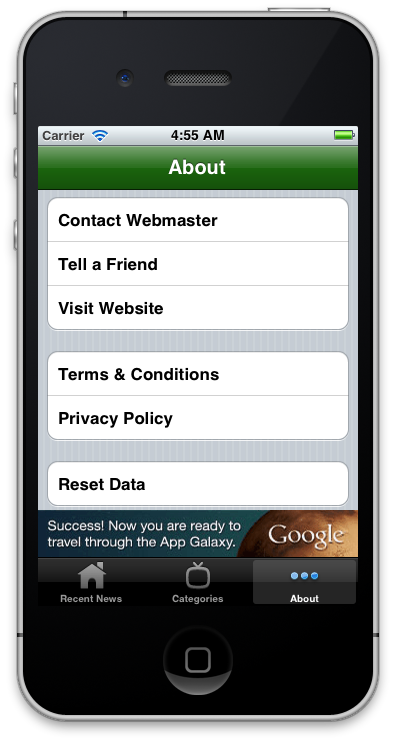 Carrier 4:55 AM
About
Contact Webmaster
Tell a Friend
Visit Website
Terms & Conditions
Privacy Policy
Reset Data
Success! Now you are ready to
travel through the App Galaxy.
Google
Recent News Categories About